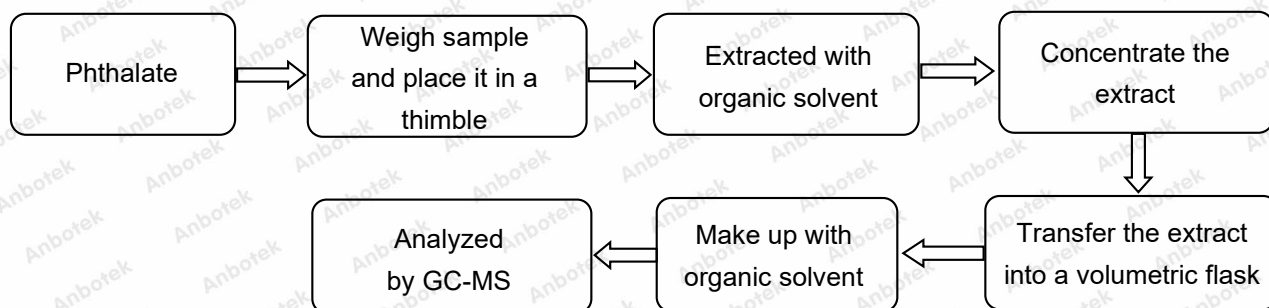 Phthalate
Weigh sample
and place it in a
thimble
Extracted with
organic solvent
Concentrate the
extract
Transfer the extract
into a volumetric flask
Make up with
organic solvent
Analyzed
by GC-MS
Anbotek